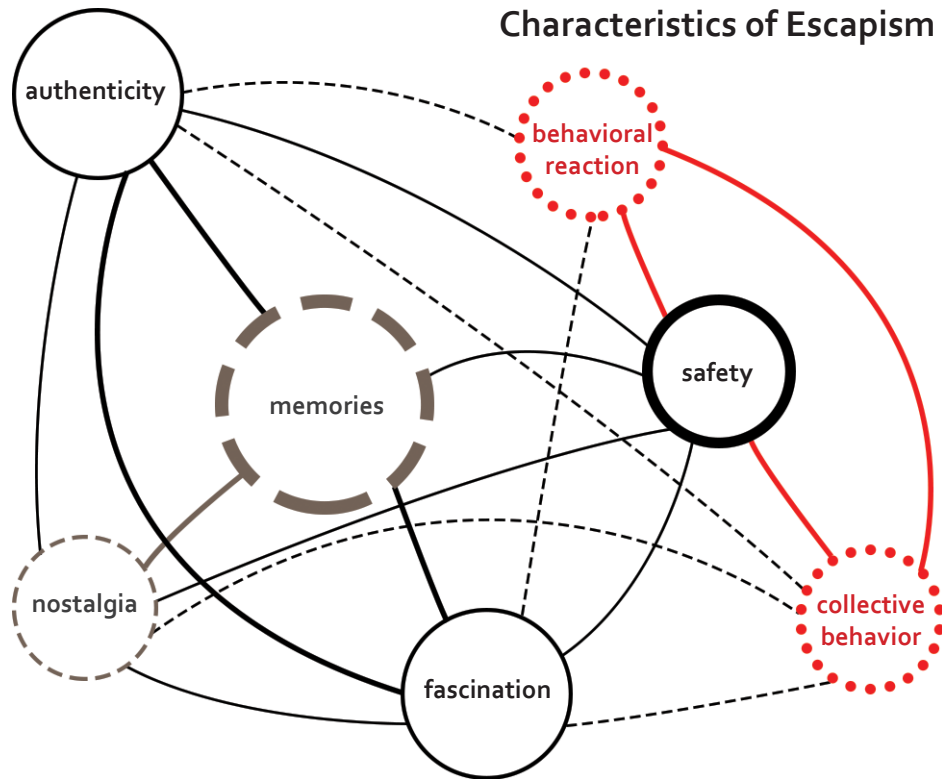 Characteristics of Escapism
authenticity
behavioral
reaction
memories
safety
nostalgia
collective
behavior
fascination